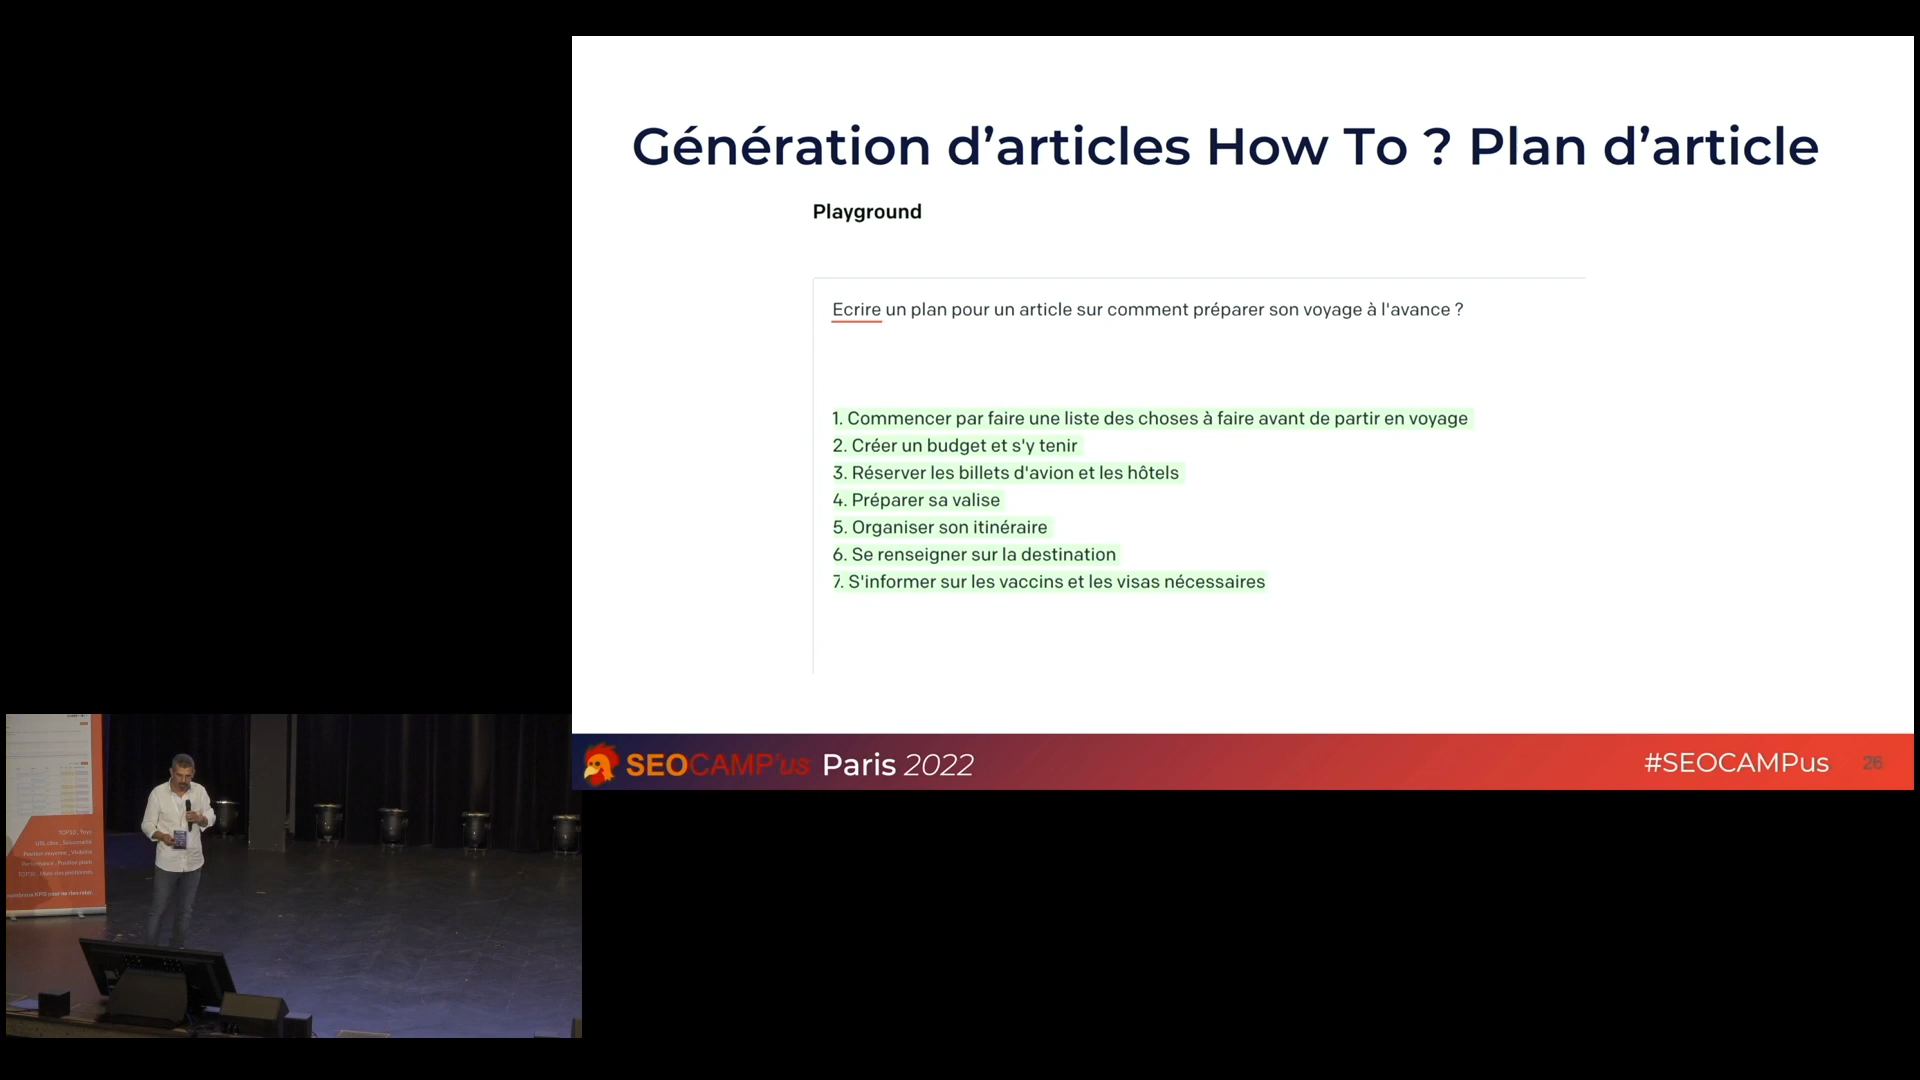 Génération d’articles How To ? Plan d’article
Playground
Ecrire un plan pour un article sur comment préparer son voyage à l'avance ?
1. Commencer par faire une liste des choses à faire avant de partir en voyage
2. Créer un budget et s'y tenir
3. Réserver les billets d'avion et les hôtels
4. Préparer sa valise
5. Organiser son itinéraire
6. Se renseigner sur la destination
7. S'informer sur les vaccins et les visas nécessaires
SEOCAMP'us Paris 2022
#SEOCAMPus
26